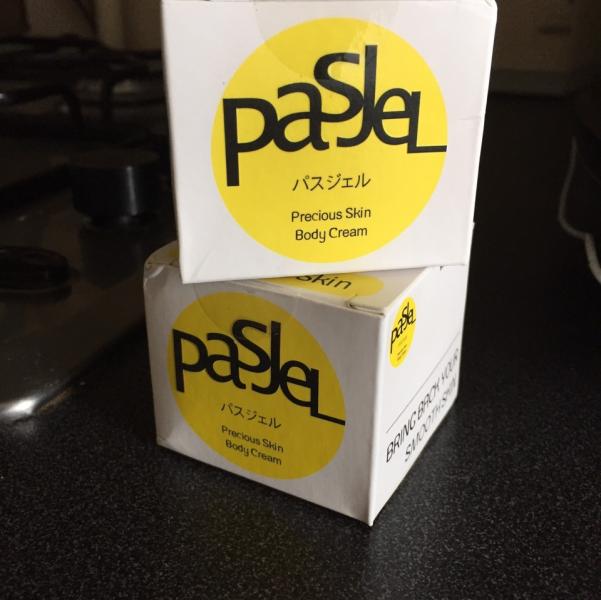 PasJel
パスジェル
Precious Skin
Body Cream
Skin
PasJel
パスジェル
Precious Skin
Body Cream
PasJel
BRING BACK YOUR
SMOOTH SKIN